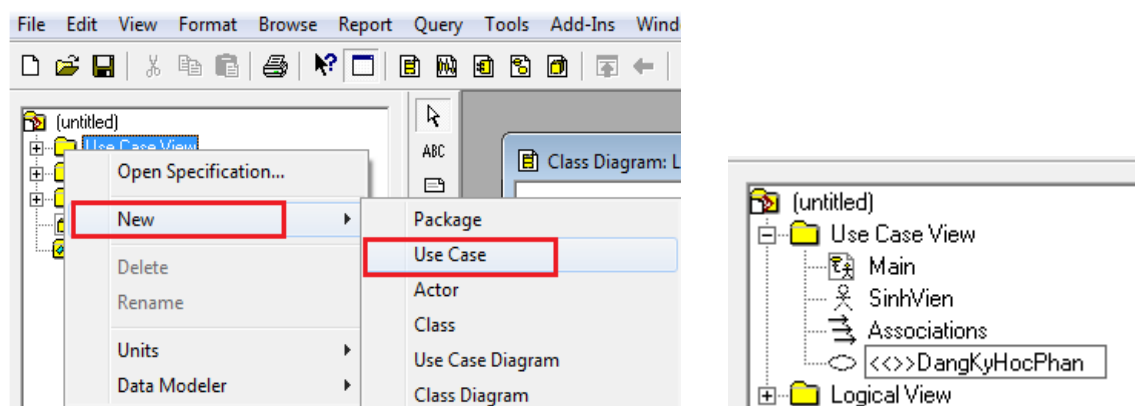 File Edit View Format Browse Report Query Tools Add-Ins Wind
ABC
(untitled)
Use Case View
Class Diagram: L
Open Specification...
New
Delete
Rename
Units
Data Modeler
Package
Use Case
Actor
Class
Use Case Diagram
Class Diagram
(untitled)
Use Case View
Main
SinhVien
Associations
<<>>DangKyHocPhan
Logical View